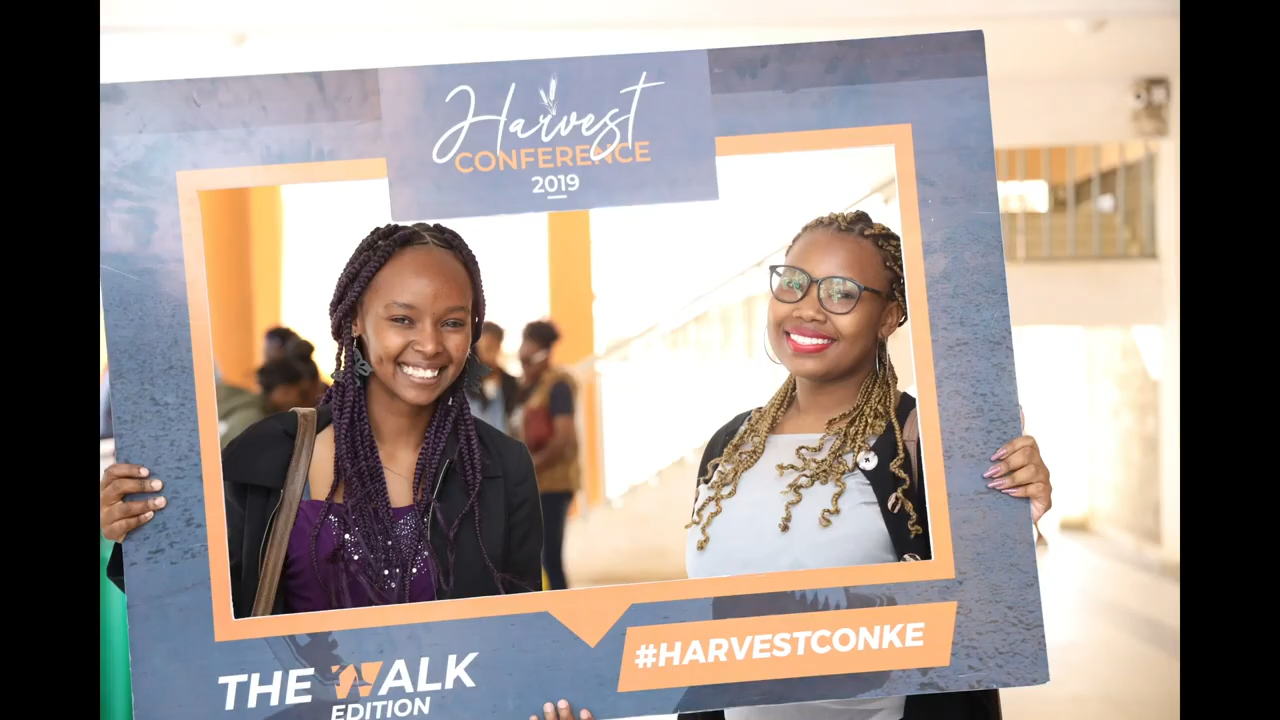 Harvest
CONFERENCE
2019
THE WALK
EDITION
#HARVESTCONKE